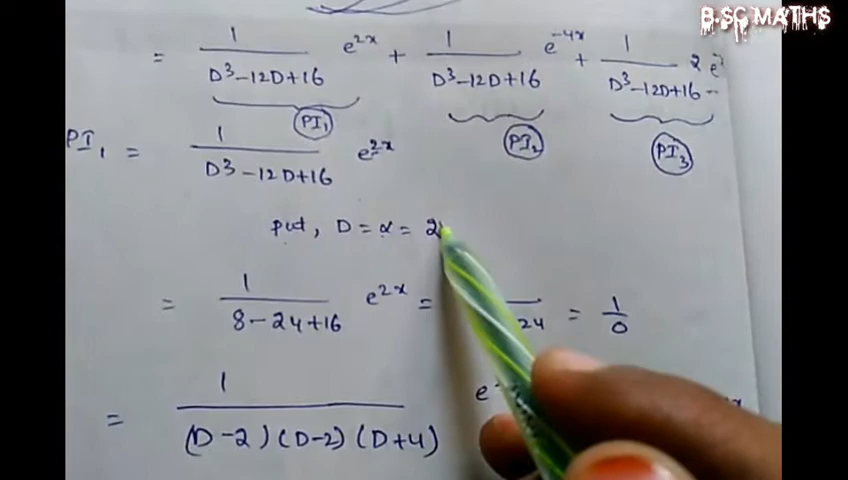 B.SC MATHS
= 1/(D³-12D+16) e^2x + 1/(D³-12D+16) e^-4x + 1/(D³-12D+16) 2 e
PI₁ PI₂ PI₃
PI₁ = 1/(D³-12D+16) e^2x
put, D = α = 2
= 1/(8-24+16) e^2x = 24 = 1/0
= 1/((D-2)(D-2)(D+4)) e